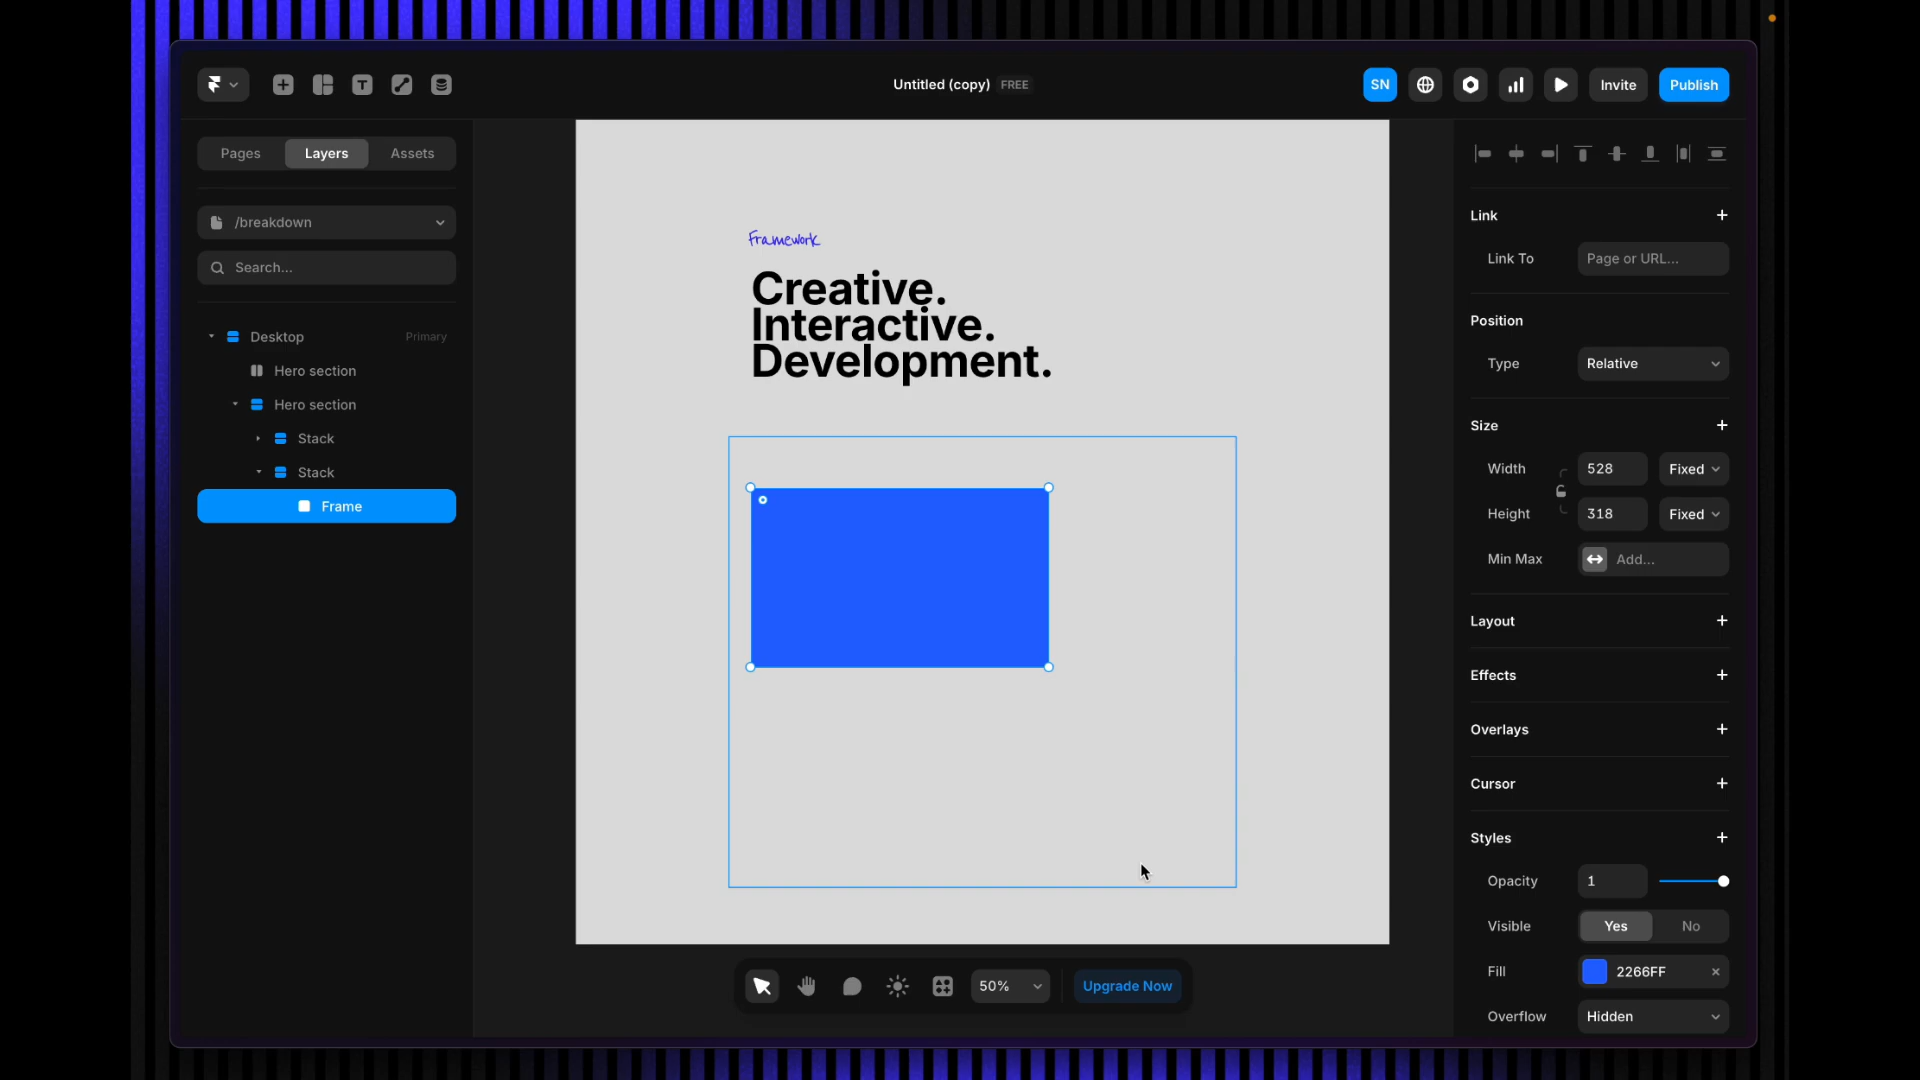 Untitled (copy) FREE
SN
Invite
Publish
Pages
Layers
Assets
/breakdown
Search...
Desktop
Primary
Hero section
Hero section
Stack
Stack
Frame
Framework
Creative.
Interactive.
Development.
50%
Upgrade Now
Link
Link To
Page or URL...
Position
Type
Relative
Size
Width
528
Fixed
Height
318
Fixed
Min Max
Add...
Layout
Effects
Overlays
Cursor
Styles
Opacity
1
Visible
Yes
No
Fill
2266FF
Overflow
Hidden